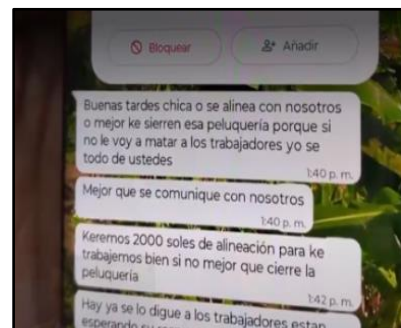 Bloquear
Añadir
Buenas tardes chica o se alinea con nosotros
o mejor ke sierren esa peluquería porque si
no le voy a matar a los trabajadores yo se
todo de ustedes
1:40 p. m.
Mejor que se comunique con nosotros
1:40 p. m.
Keremos 2000 soles de alineación para ke
trabajemos bien si no mejor que cierre la
peluquería
1:42 p. m.
Hay ya se lo digue a los trabajadores estan
esperando su